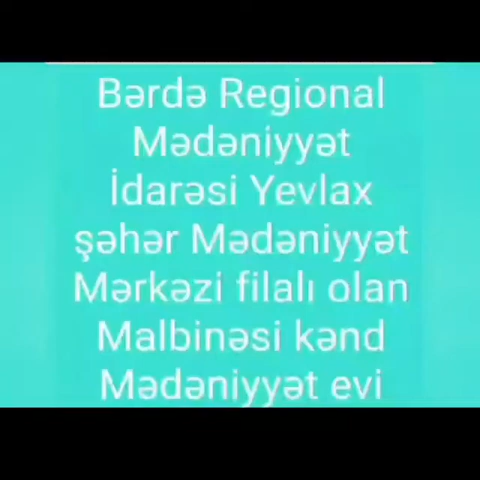 Bərdə Regional
Mədəniyyət
İdarəsi Yevlax
şəhər Mədəniyyət
Mərkəzi filalı olan
Malbinəsi kənd
Mədəniyyət evi